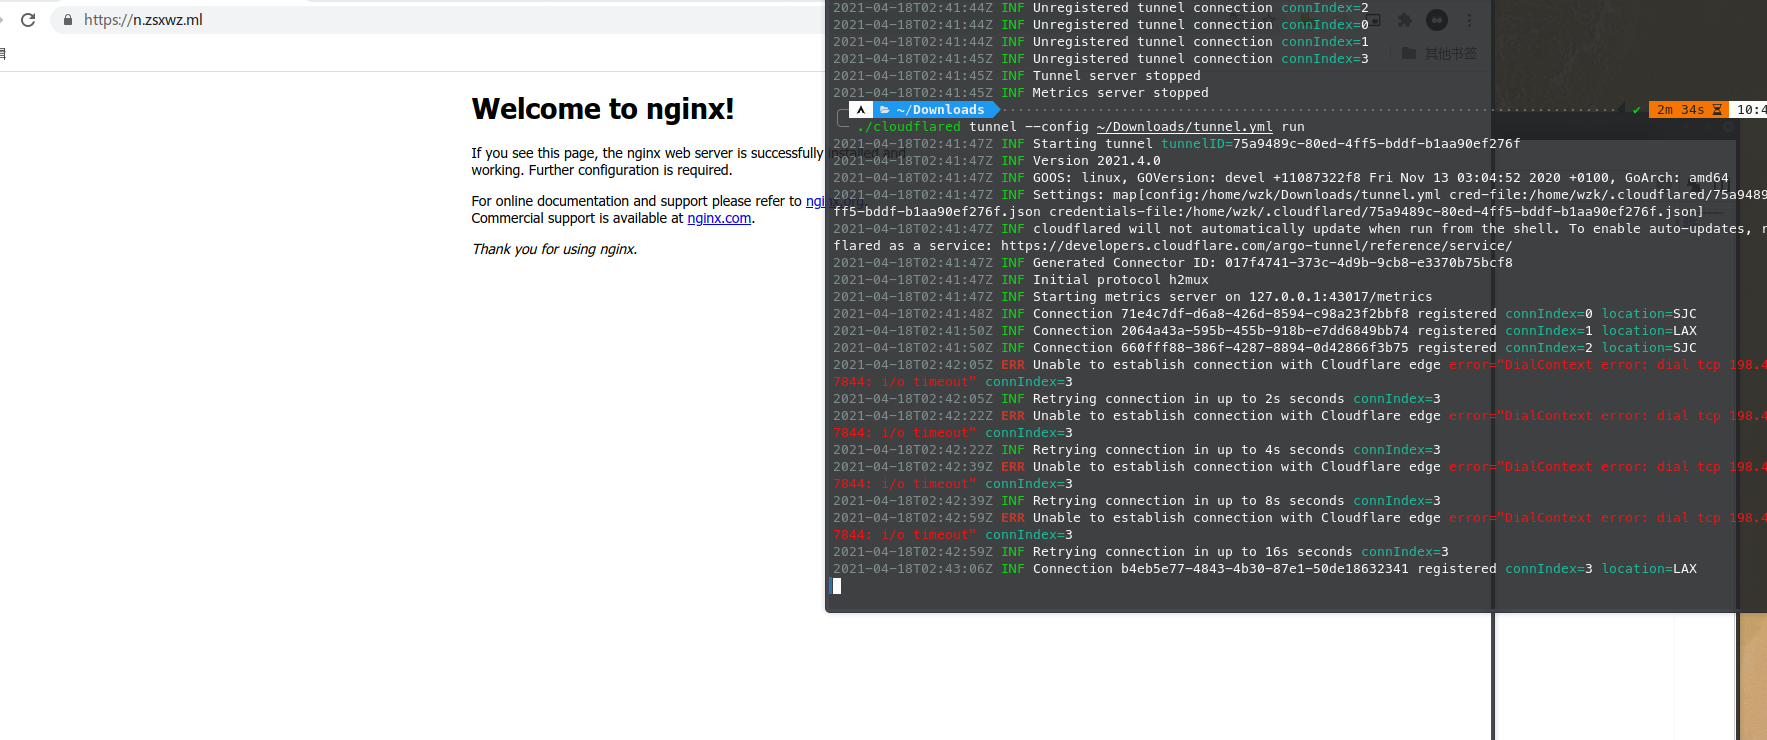 https://n.zsxwz.ml
其他书签
Welcome to nginx!
If you see this page, the nginx web server is successfully installed and
working. Further configuration is required.
For online documentation and support please refer to nginx.org.
Commercial support is available at nginx.com.
Thank you for using nginx.
2021-04-18T02:41:44Z INF Unregistered tunnel connection connIndex=2
2021-04-18T02:41:44Z INF Unregistered tunnel connection connIndex=0
2021-04-18T02:41:44Z INF Unregistered tunnel connection connIndex=1
2021-04-18T02:41:45Z INF Unregistered tunnel connection connIndex=3
2021-04-18T02:41:45Z INF Tunnel server stopped
2021-04-18T02:41:45Z INF Metrics server stopped
~/Downloads ✔ 2m 34s 10:4
./cloudflared tunnel --config ~/Downloads/tunnel.yml run
2021-04-18T02:41:47Z INF Starting tunnel tunnelID=75a9489c-80ed-4ff5-bddf-b1aa90ef276f
2021-04-18T02:41:47Z INF Version 2021.4.0
2021-04-18T02:41:47Z INF GOOS: linux, GOVersion: devel +11087322f8 Fri Nov 13 03:04:52 2020 +0100, GoArch: amd64
2021-04-18T02:41:47Z INF Settings: map[config:/home/wzk/Downloads/tunnel.yml cred-file:/home/wzk/.cloudflared/75a9489
ff5-bddf-b1aa90ef276f.json credentials-file:/home/wzk/.cloudflared/75a9489c-80ed-4ff5-bddf-b1aa90ef276f.json]
2021-04-18T02:41:47Z INF cloudflared will not automatically update when run from the shell. To enable auto-updates, r
flared as a service: https://developers.cloudflare.com/argo-tunnel/reference/service/
2021-04-18T02:41:47Z INF Generated Connector ID: 017f4741-373c-4d9b-9cb8-e3370b75bcf8
2021-04-18T02:41:47Z INF Initial protocol h2mux
2021-04-18T02:41:47Z INF Starting metrics server on 127.0.0.1:43017/metrics
2021-04-18T02:41:48Z INF Connection 71e4c7df-d6a8-426d-8594-c98a23f2bbf8 registered connIndex=0 location=SJC
2021-04-18T02:41:50Z INF Connection 2064a43a-595b-455b-918b-e7dd6849bb74 registered connIndex=1 location=LAX
2021-04-18T02:41:50Z INF Connection 660fff88-386f-4287-8894-0d42866f3b75 registered connIndex=2 location=SJC
2021-04-18T02:42:05Z ERR Unable to establish connection with Cloudflare edge error="DialContext error: dial tcp 198.4
7844: i/o timeout" connIndex=3
2021-04-18T02:42:05Z INF Retrying connection in up to 2s seconds connIndex=3
2021-04-18T02:42:22Z ERR Unable to establish connection with Cloudflare edge error="DialContext error: dial tcp 198.4
7844: i/o timeout" connIndex=3
2021-04-18T02:42:22Z INF Retrying connection in up to 4s seconds connIndex=3
2021-04-18T02:42:39Z ERR Unable to establish connection with Cloudflare edge error="DialContext error: dial tcp 198.4
7844: i/o timeout" connIndex=3
2021-04-18T02:42:39Z INF Retrying connection in up to 8s seconds connIndex=3
2021-04-18T02:42:59Z ERR Unable to establish connection with Cloudflare edge error="DialContext error: dial tcp 198.4
7844: i/o timeout" connIndex=3
2021-04-18T02:42:59Z INF Retrying connection in up to 16s seconds connIndex=3
2021-04-18T02:43:06Z INF Connection b4eb5e77-4843-4b30-87e1-50de18632341 registered connIndex=3 location=LAX